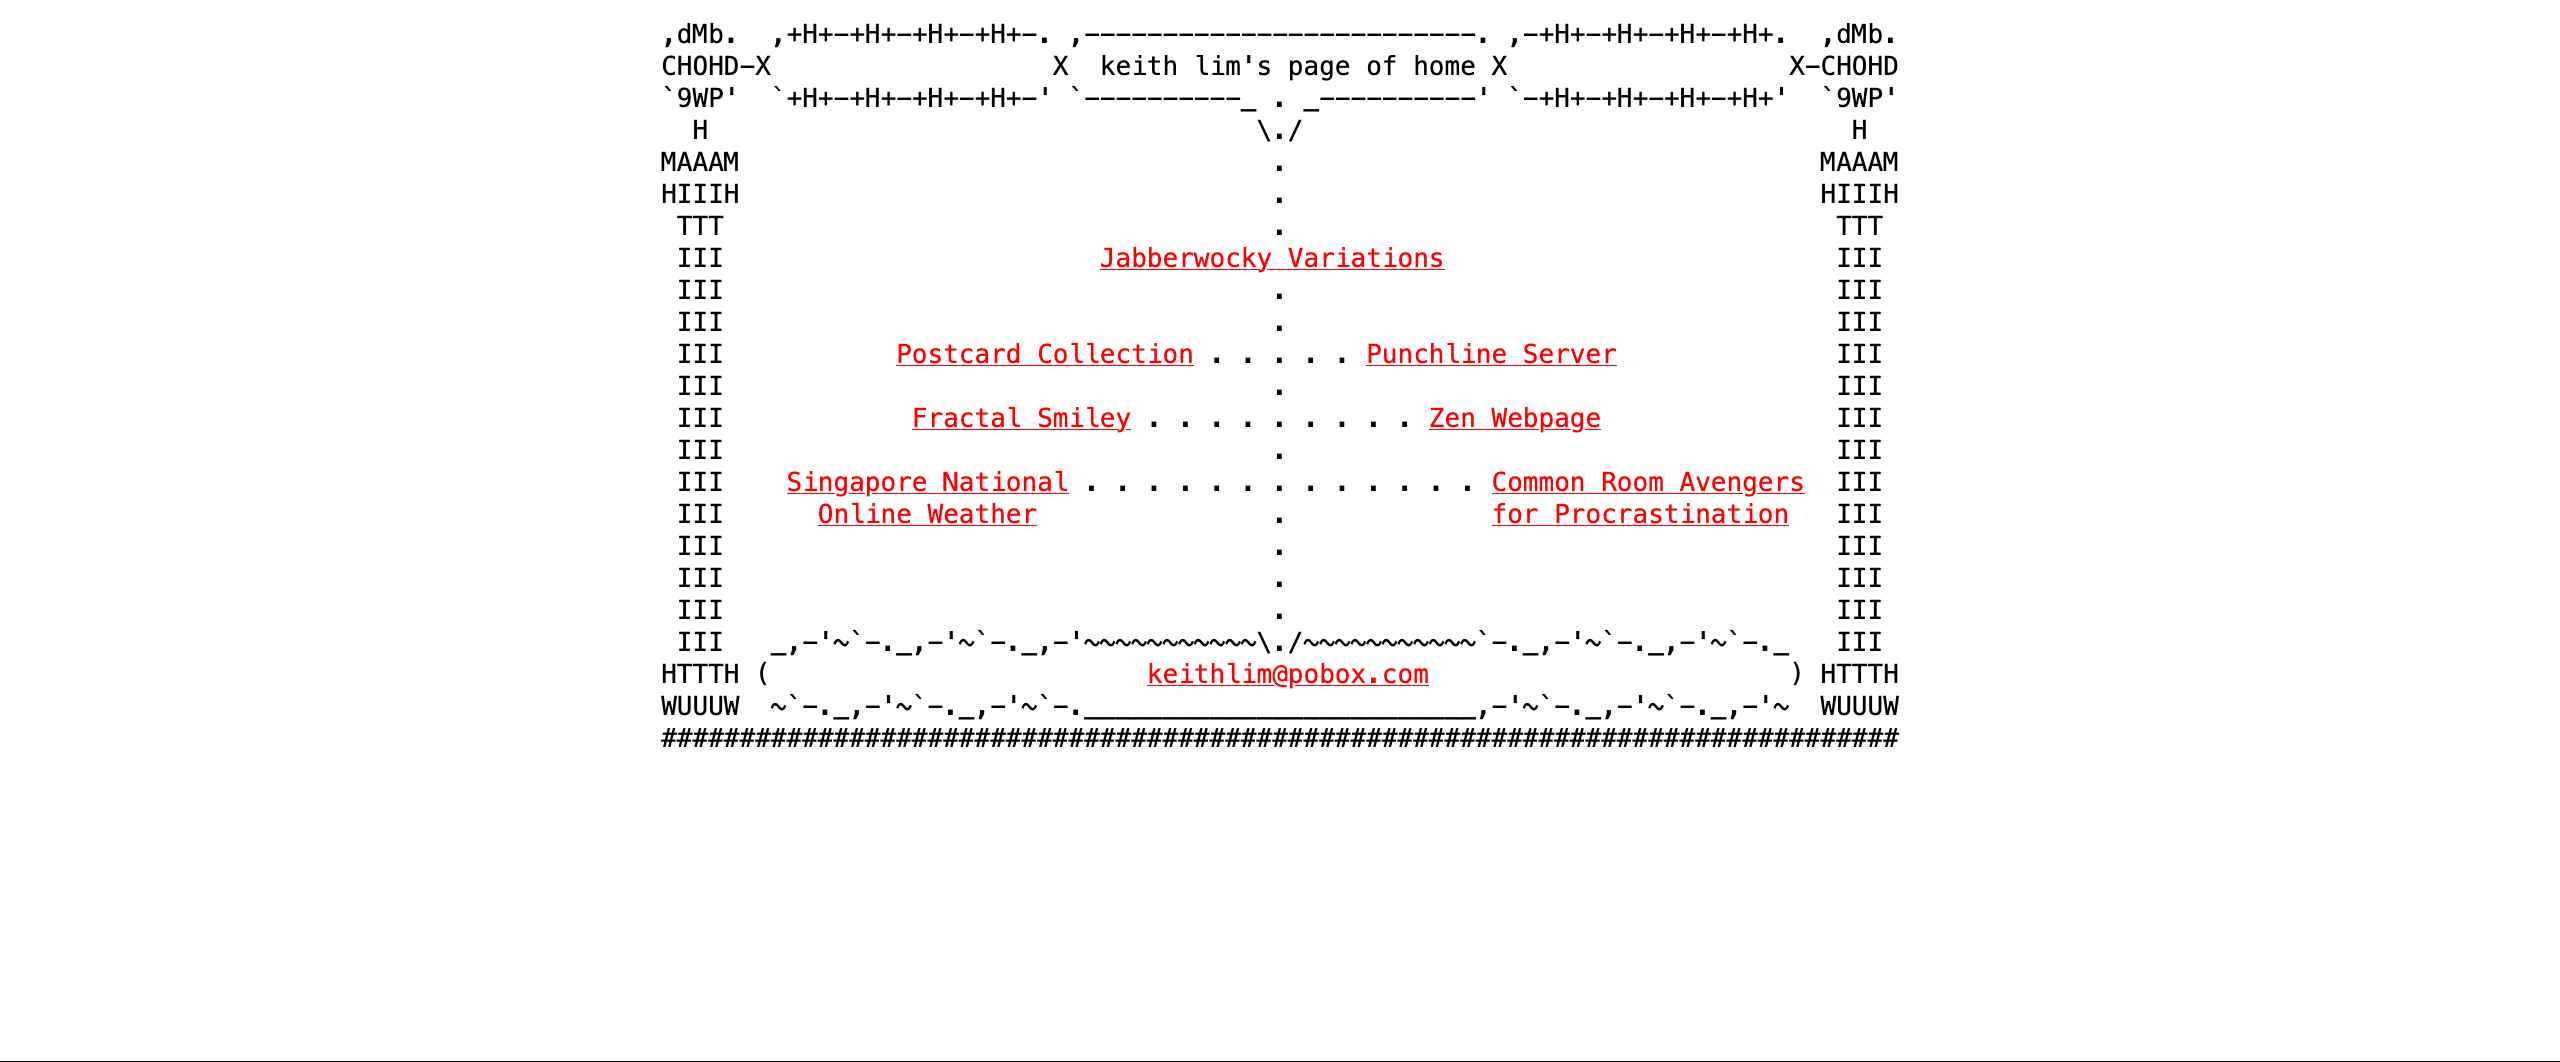 ,dMb.  ,+H+-+H+-+H+-+H+-. ,-------------------------. ,-+H+-+H+-+H+-+H+.  ,dMb.
CHOHD-X                  X  keith lim's page of home X                  X-CHOHD
`9WP'  `+H+-+H+-+H+-+H+-' `----------_ . _----------' `-+H+-+H+-+H+-+H+'  `9WP'
  H                                   \./                                   H
MAAAM                                  .                                  MAAAM
HIIIH                                  .                                  HIIIH
 TTT                                   .                                   TTT
 III                        Jabberwocky Variations                         III
 III                                   .                                   III
 III                                   .                                   III
 III           Postcard Collection . . . . . Punchline Server              III
 III                                   .                                   III
 III            Fractal Smiley . . . . . . . . . Zen Webpage               III
 III                                   .                                   III
 III    Singapore National . . . . . . . . . . . . . Common Room Avengers  III
 III      Online Weather               .             for Procrastination   III
 III                                   .                                   III
 III                                   .                                   III
 III                                   .                                   III
 III   _,-'~`-._,-'~`-._,-'~~~~~~~~~~~\./~~~~~~~~~~~`-._,-'~`-._,-'~`-._   III
HTTTH (                        keithlim@pobox.com                       ) HTTTH
WUUUW  ~`-._,-'~`-._,-'~`-._________________________,-'~`-._,-'~`-._,-'~  WUUUW
###############################################################################